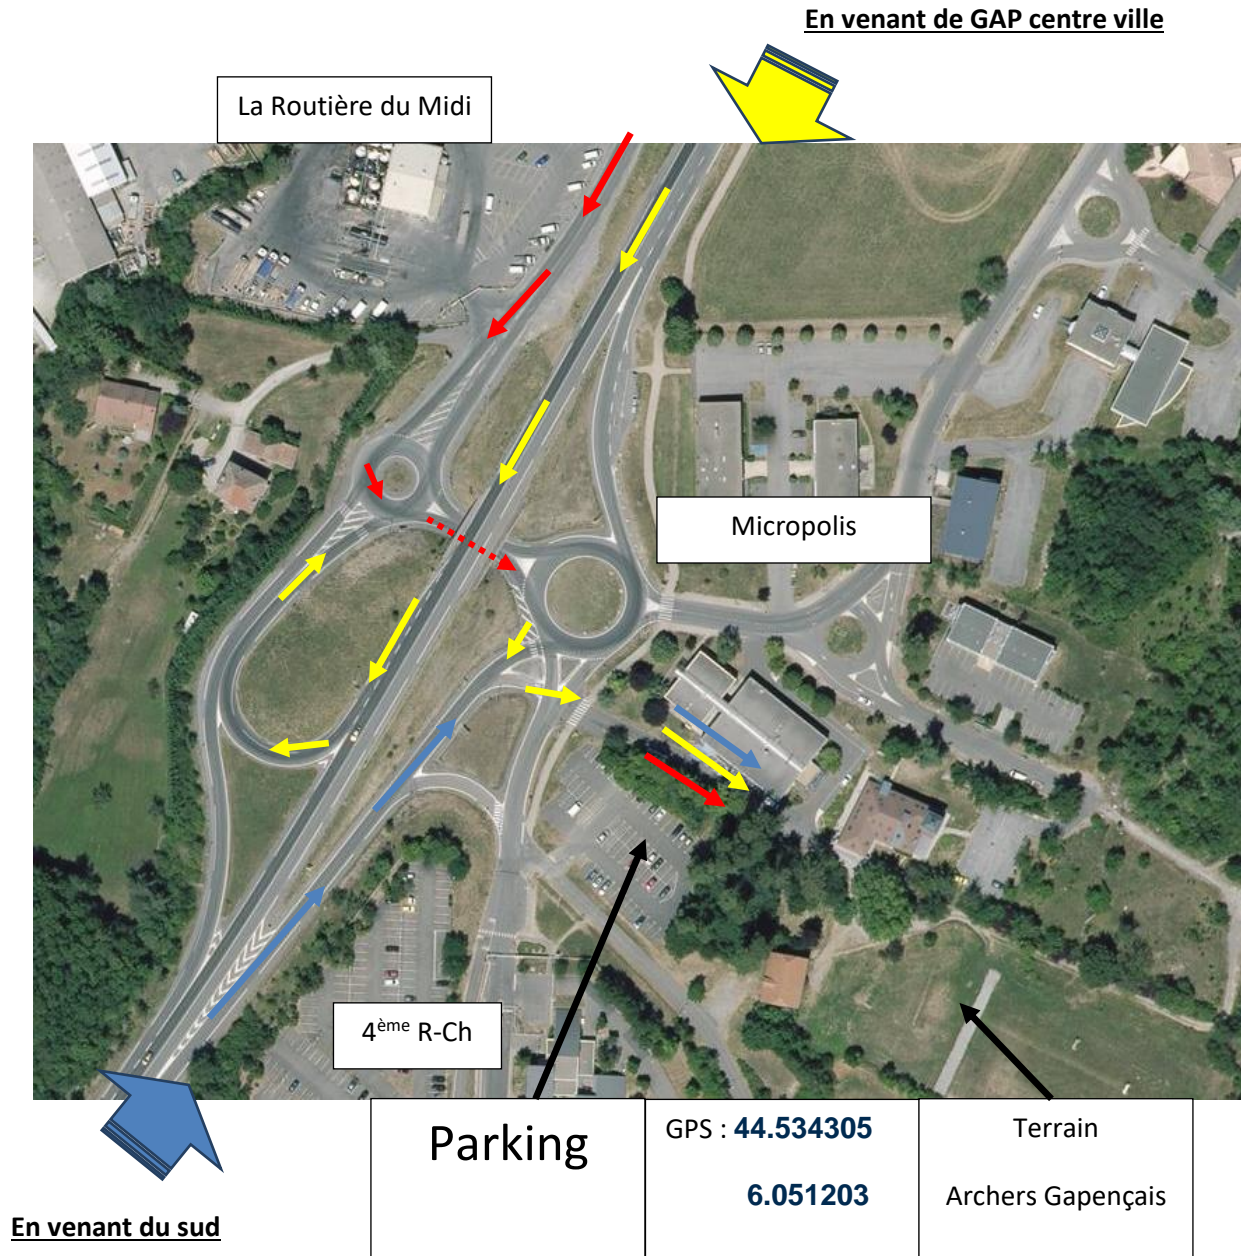 En venant de GAP centre ville
La Routière du Midi
Micropolis
4ème R-Ch
Parking
GPS : 44.534305
6.051203
Terrain
Archers Gapençais
En venant du sud